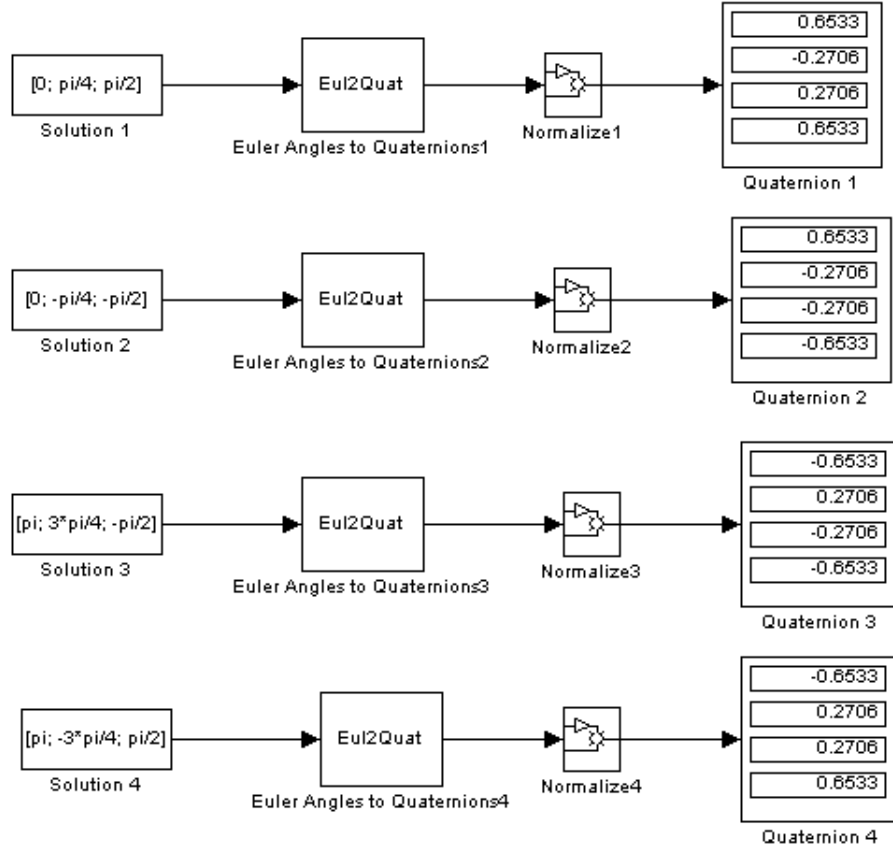 0.6533
[0; pi/4; pi/2]
Eul2Quat
-0.2706
0.2706
0.6533
Solution 1
Euler Angles to Quaternions1
Normalize1
Quaternion 1
0.6533
[0; -pi/4; -pi/2]
Eul2Quat
-0.2706
-0.2706
-0.6533
Solution 2
Euler Angles to Quaternions2
Normalize2
Quaternion 2
-0.6533
[pi; 3*pi/4; -pi/2]
Eul2Quat
0.2706
-0.2706
-0.6533
Solution 3
Euler Angles to Quaternions3
Normalize3
Quaternion 3
-0.6533
[pi; -3*pi/4; pi/2]
Eul2Quat
0.2706
0.2706
0.6533
Solution 4
Euler Angles to Quaternions4
Normalize4
Quaternion 4